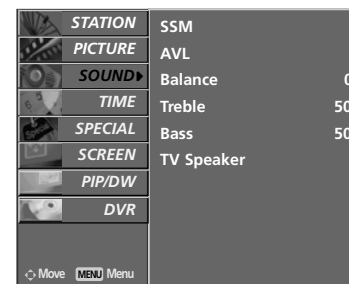 STATION
PICTURE
SOUND
TIME
SPECIAL
SCREEN
PIP/DW
DVR
SSM
AVL
Balance 0
Treble 50
Bass 50
TV Speaker
Move MENU Menu